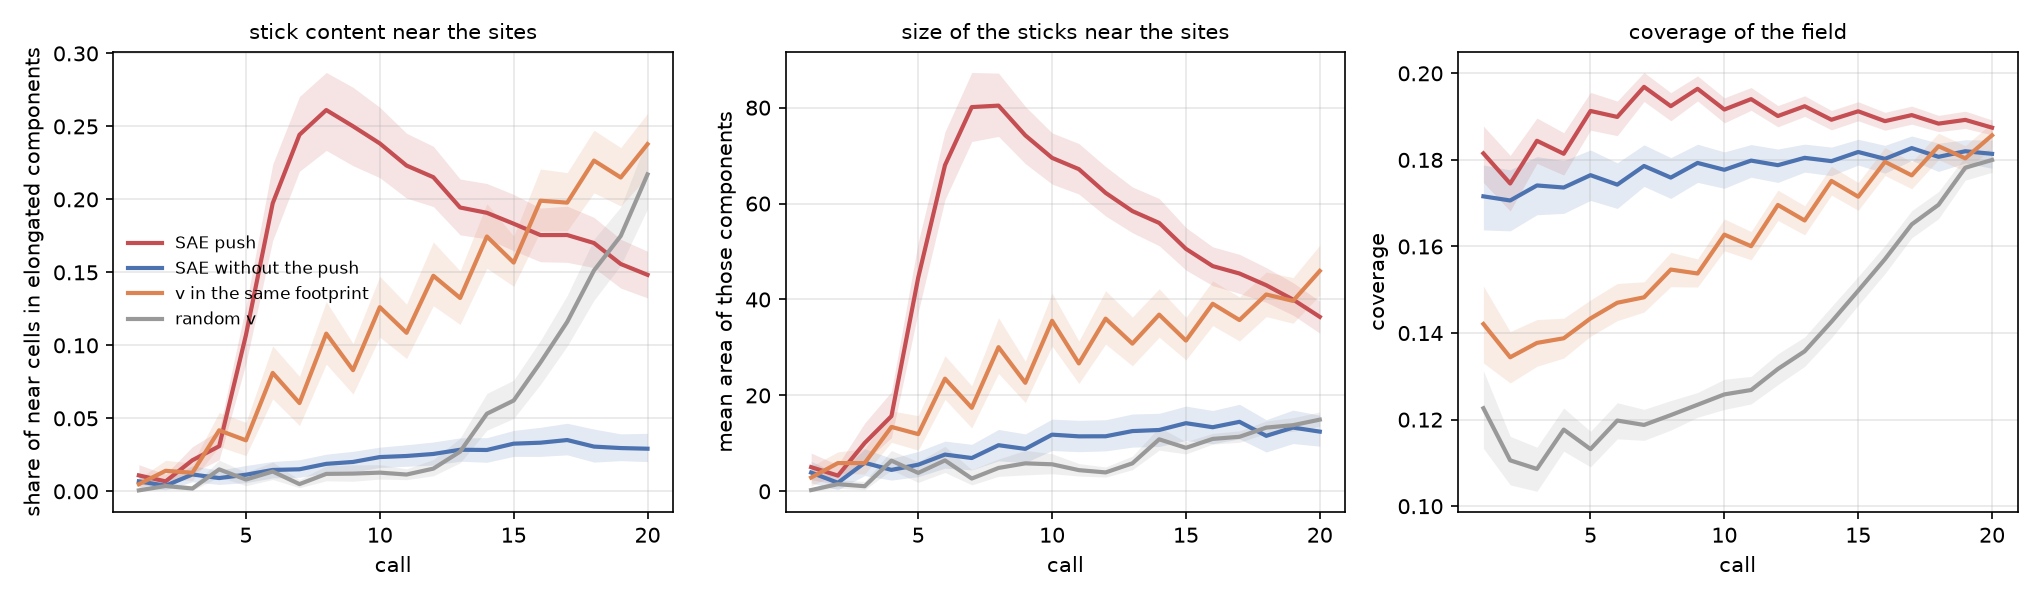 stick content near the sites
share of near cells in elongated components
0.30
0.25
0.20
0.15
0.10
0.05
0.00
SAE push
SAE without the push
v in the same footprint
random v
5
10
15
20
call
size of the sticks near the sites
mean area of those components
80
60
40
20
0
5
10
15
20
call
coverage of the field
coverage
0.20
0.18
0.16
0.14
0.12
0.10
5
10
15
20
call